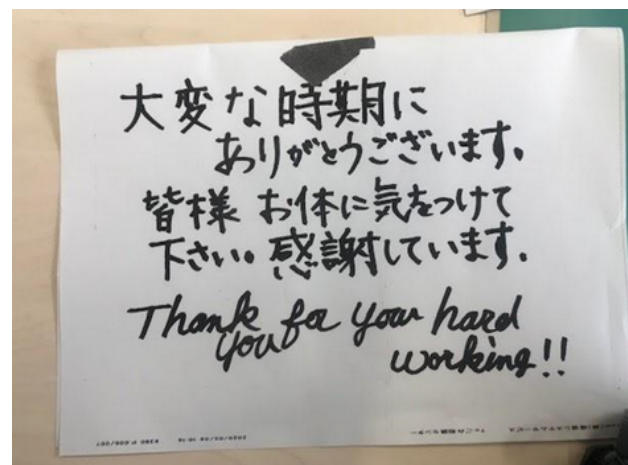 大変な時期に
ありがとうございます。
皆様 お体に気をつけて
下さい。感謝しています。
Thank you for your hard
working!!